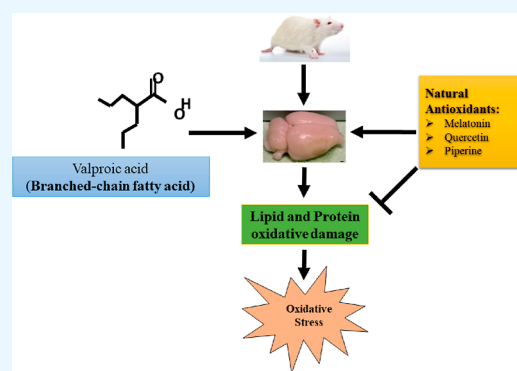 O
H
O
Valproic acid
(Branched-chain fatty acid)
Natural
Antioxidants:
Melatonin
Quercetin
Piperine
Lipid and Protein
oxidative damage
Oxidative
Stress